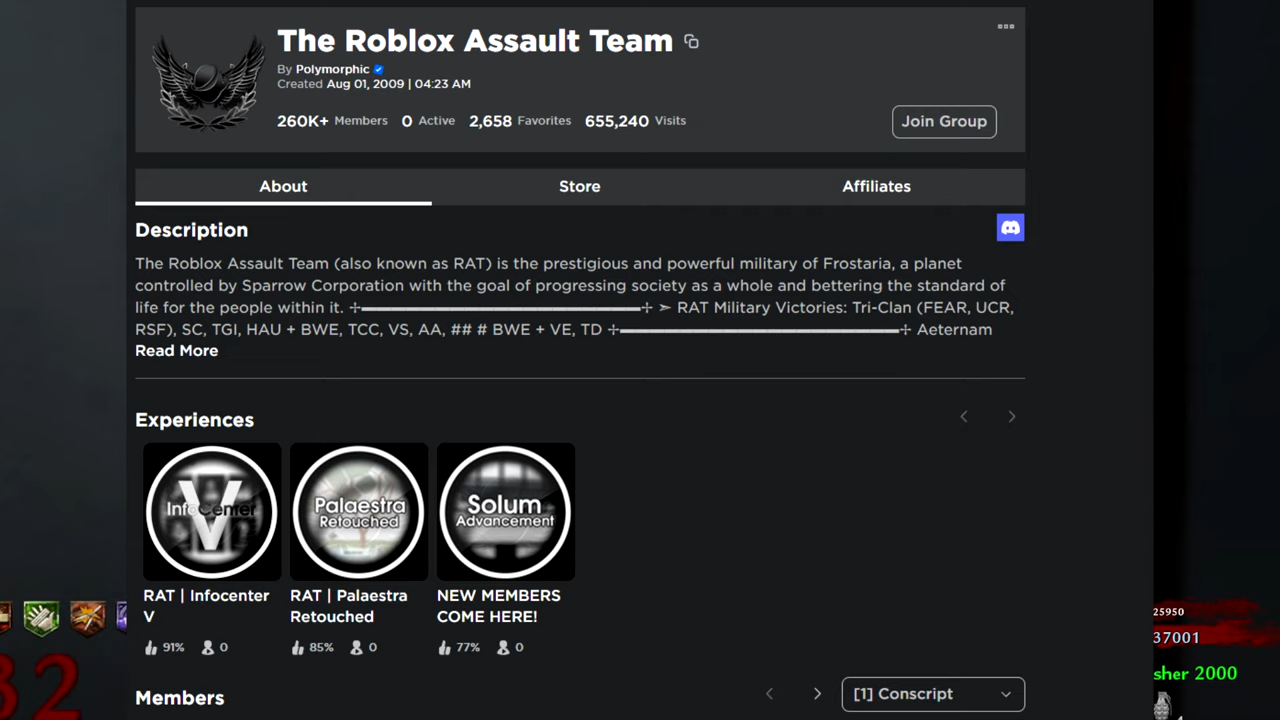 The Roblox Assault Team
By Polymorphic
Created Aug 01, 2009 | 04:23 AM
260K+ Members 0 Active 2,658 Favorites 655,240 Visits
Join Group
About Store Affiliates
Description
The Roblox Assault Team (also known as RAT) is the prestigious and powerful military of Frostaria, a planet
controlled by Sparrow Corporation with the goal of progressing society as a whole and bettering the standard of
life for the people within it. ✢▬▬▬▬▬▬▬▬▬▬▬▬▬▬▬▬▬▬▬✢ ➣ RAT Military Victories: Tri-Clan (FEAR, UCR,
RSF), SC, TGI, HAU + BWE, TCC, VS, AA, ## # BWE + VE, TD ✢▬▬▬▬▬▬▬▬▬▬▬▬▬▬▬▬▬▬▬✢ Aeternam
Read More
Experiences
InfoCenter V
Palaestra
Retouched
Solum
Advancement
RAT | Infocenter
V
RAT | Palaestra
Retouched
NEW MEMBERS
COME HERE!
91% 0
85% 0
77% 0
Members
[1] Conscript
25950
37001
sher 2000
32